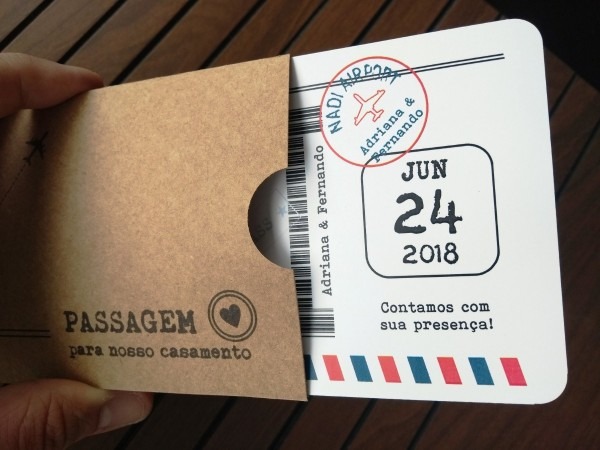 PASSAGEM
para nosso casamento
NADI AIRPORT
Adriana &
Fernando
Adriana & Fernando
JUN
24
2018
Contamos com
sua presença!